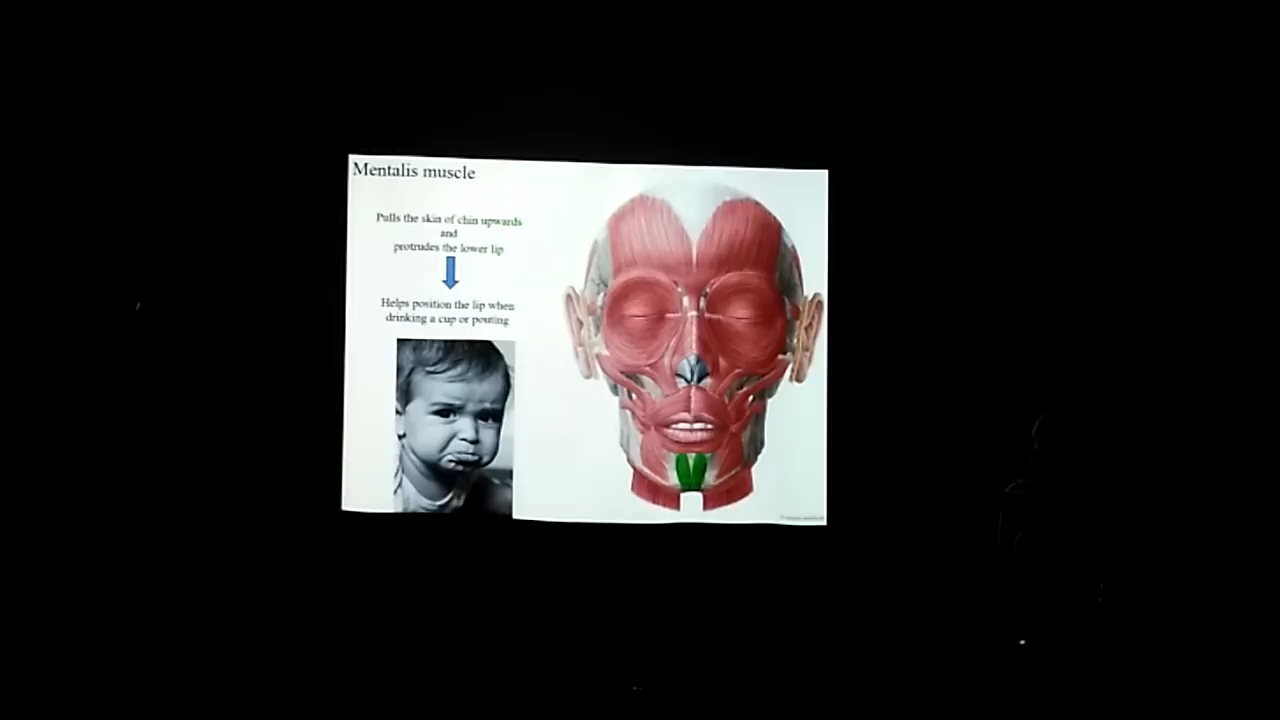 Mentalis muscle
Pulls the skin of chin upwards
and
protrudes the lower lip
Helps position the lip when
drinking a cup or pouting